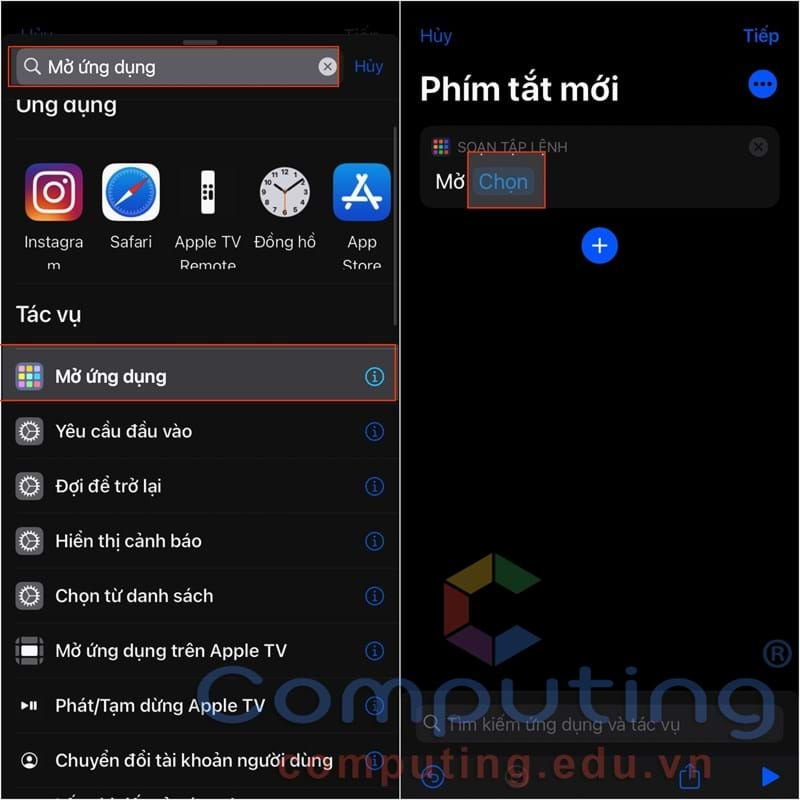 Hủy
Tiếp
Mở ứng dụng
Hủy
Ứng dụng
Instagra
m
Safari
Apple TV
Remote
Đồng hồ
App
Store
Tác vụ
Mở ứng dụng
Yêu cầu đầu vào
Đợi để trở lại
Hiển thị cảnh báo
Chọn từ danh sách
Mở ứng dụng trên Apple TV
Phát/Tạm dừng Apple TV
Chuyển đổi tài khoản người dùng
Hủy
Tiếp
Phím tắt mới
SOẠN TẬP LỆNH
Mở Chọn
Computing®
Tìm kiếm ứng dụng và tác vụ
computing.edu.vn